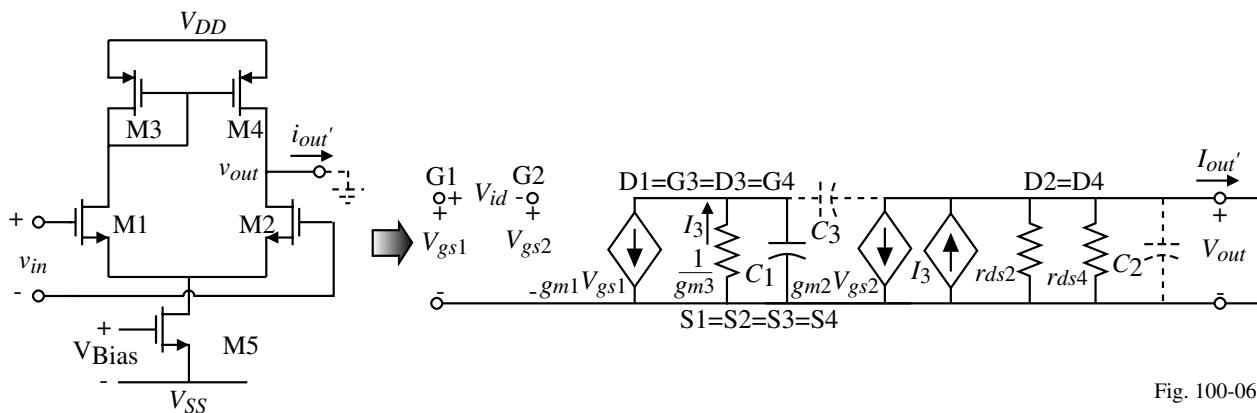 VDD
M3
M4
iout'
vout
+
M1
M2
vin
-
+
VBias
M5
-
VSS
G1
+
Vid
-
G2
+
+
Vgs1
Vgs2
-
-
D1=G3=D3=G4
C3
D2=D4
Iout'
I3
1
gm3
C1
gm1Vgs1
gm2Vgs2
I3
rds2
rds4
C2
+
Vout
-
S1=S2=S3=S4
Fig. 100-06